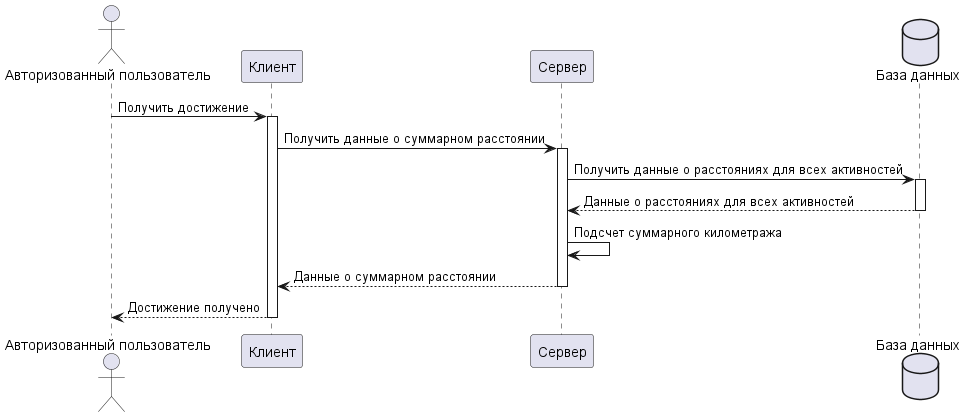 Авторизованный пользователь
Клиент
Сервер
База данных
Получить достижение
Получить данные о суммарном расстоянии
Получить данные о расстояниях для всех активностей
Данные о расстояниях для всех активностей
Подсчет суммарного километража
Данные о суммарном расстоянии
Достижение получено
Авторизованный пользователь
Клиент
Сервер
База данных